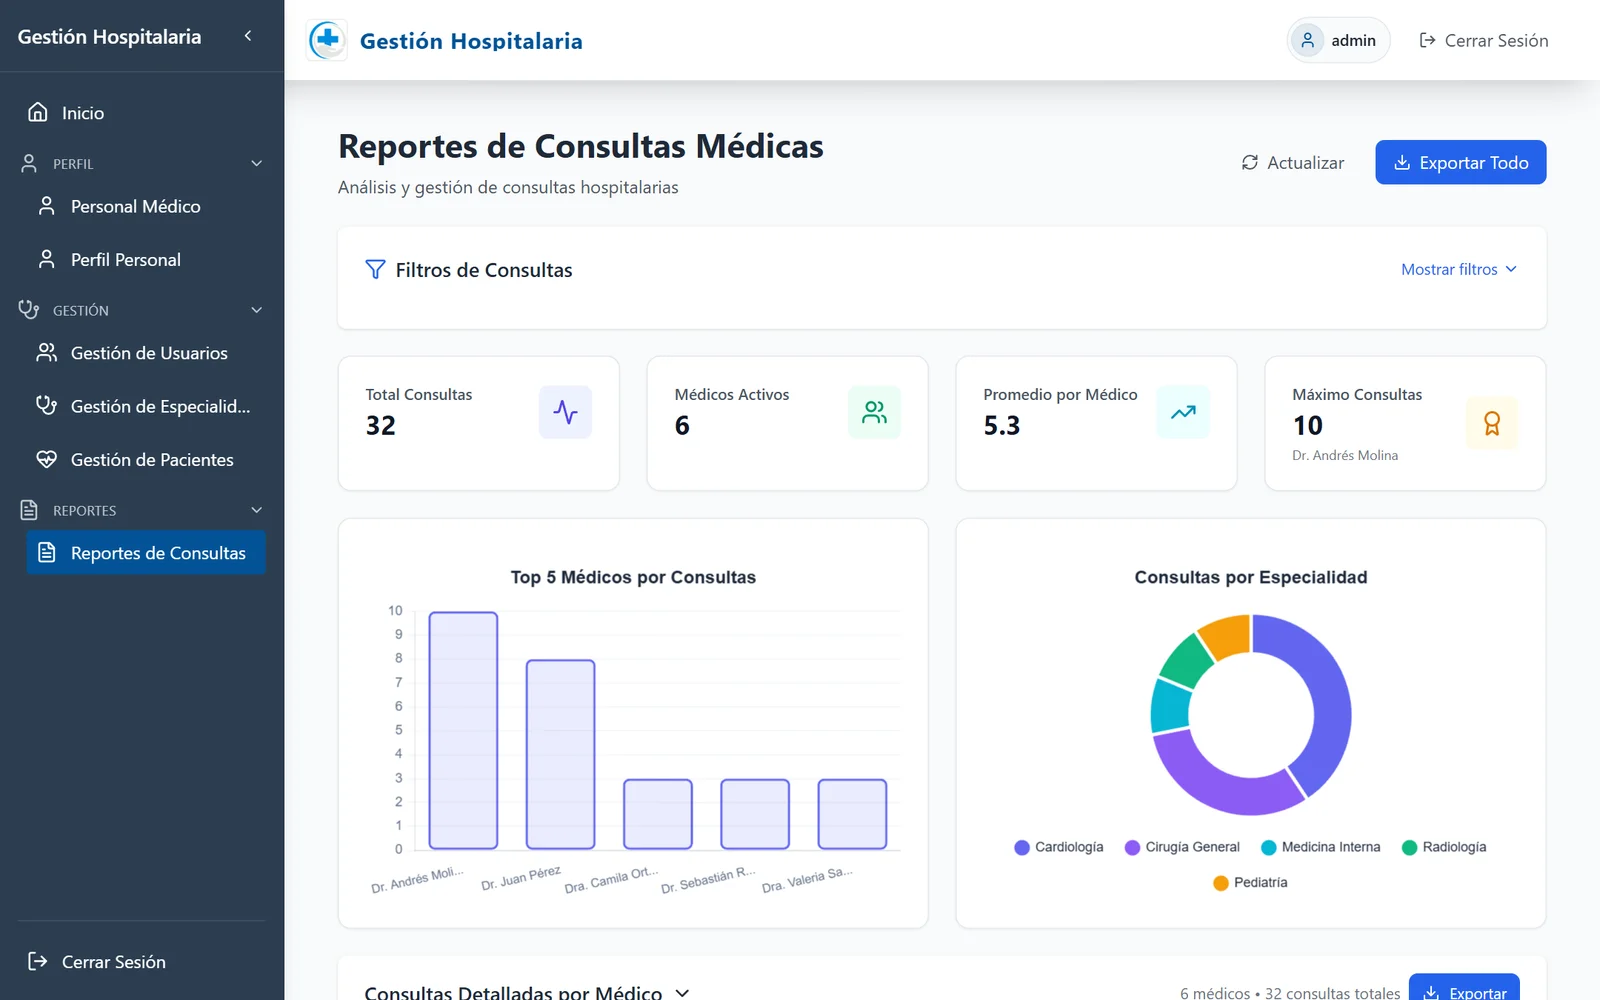 Gestión Hospitalaria
Inicio
PERFIL
Personal Médico
Perfil Personal
GESTIÓN
Gestión de Usuarios
Gestión de Especialid...
Gestión de Pacientes
REPORTES
Reportes de Consultas
Cerrar Sesión
Gestión Hospitalaria
admin
Cerrar Sesión
Reportes de Consultas Médicas
Análisis y gestión de consultas hospitalarias
Actualizar
Exportar Todo
Filtros de Consultas
Mostrar filtros
Total Consultas
32
Médicos Activos
6
Promedio por Médico
5.3
Máximo Consultas
10
Dr. Andrés Molina
Top 5 Médicos por Consultas
10
9
8
7
6
5
4
3
2
1
0
Dr. Andrés Moli...
Dr. Juan Pérez
Dra. Camila Ort...
Dr. Sebastián R...
Dra. Valeria Sa...
Consultas por Especialidad
Cardiología
Cirugía General
Medicina Interna
Radiología
Pediatría
Consultas Detalladas por Médico
6 médicos • 32 consultas totales
Exportar